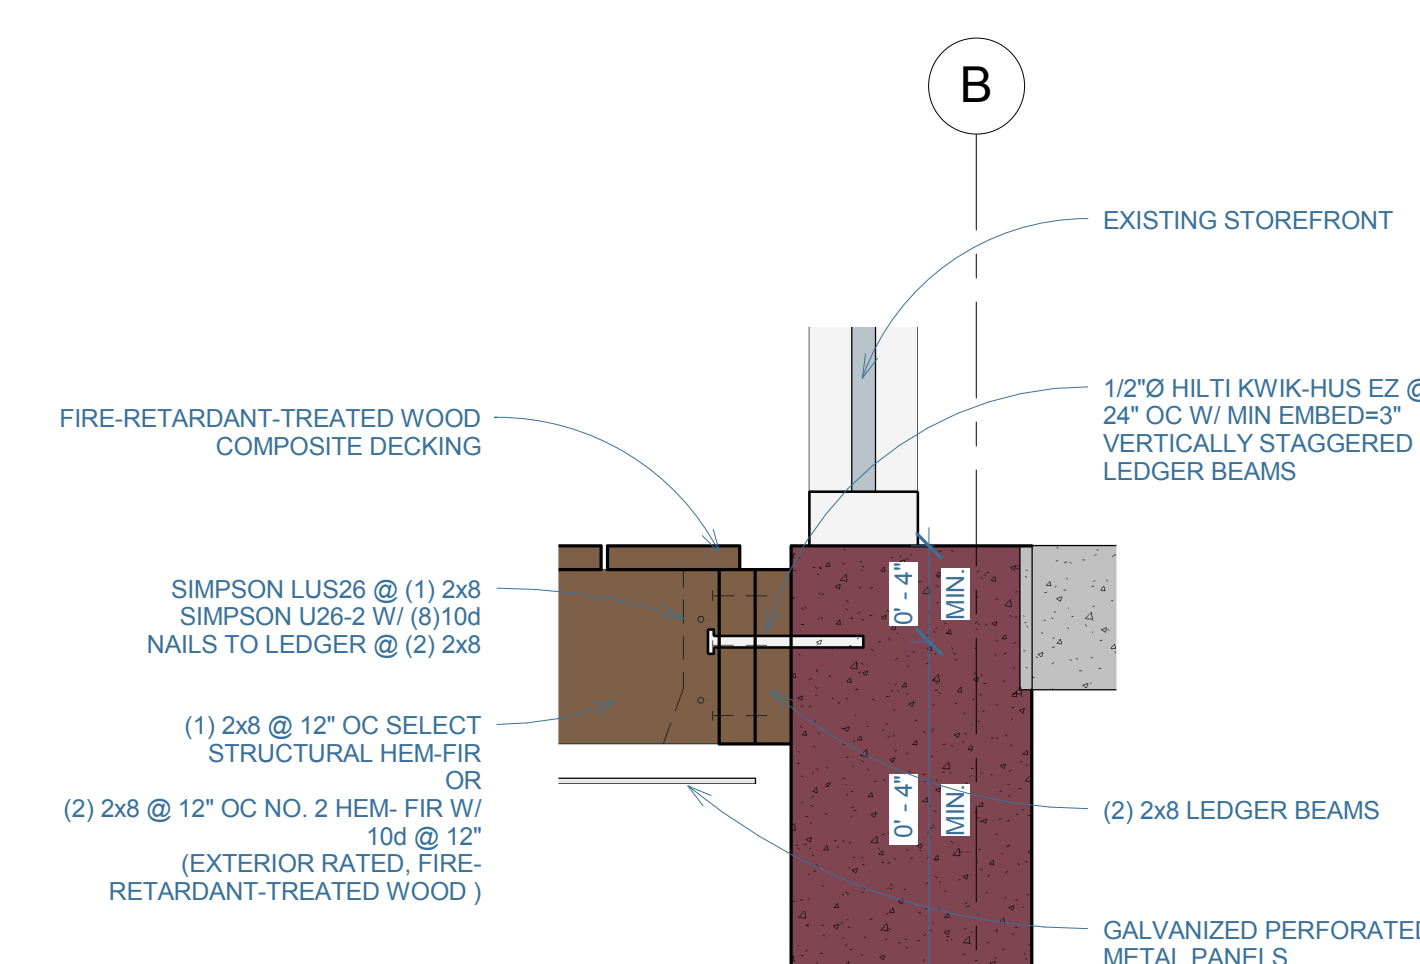 B
EXISTING STOREFRONT
1/2"Ø HILTI KWIK-HUS EZ @
24" OC W/ MIN EMBED=3"
VERTICALLY STAGGERED
LEDGER BEAMS
FIRE-RETARDANT-TREATED WOOD
COMPOSITE DECKING
SIMPSON LUS26 @ (1) 2x8
SIMPSON U26-2 W/ (8)10d
NAILS TO LEDGER @ (2) 2x8
0' - 4"
MIN.
(1) 2x8 @ 12" OC SELECT
STRUCTURAL HEM-FIR
OR
(2) 2x8 @ 12" OC NO. 2 HEM- FIR W/
10d @ 12"
(EXTERIOR RATED, FIRE-
RETARDANT-TREATED WOOD )
0' - 4"
MIN.
(2) 2x8 LEDGER BEAMS
GALVANIZED PERFORATED
METAL PANELS